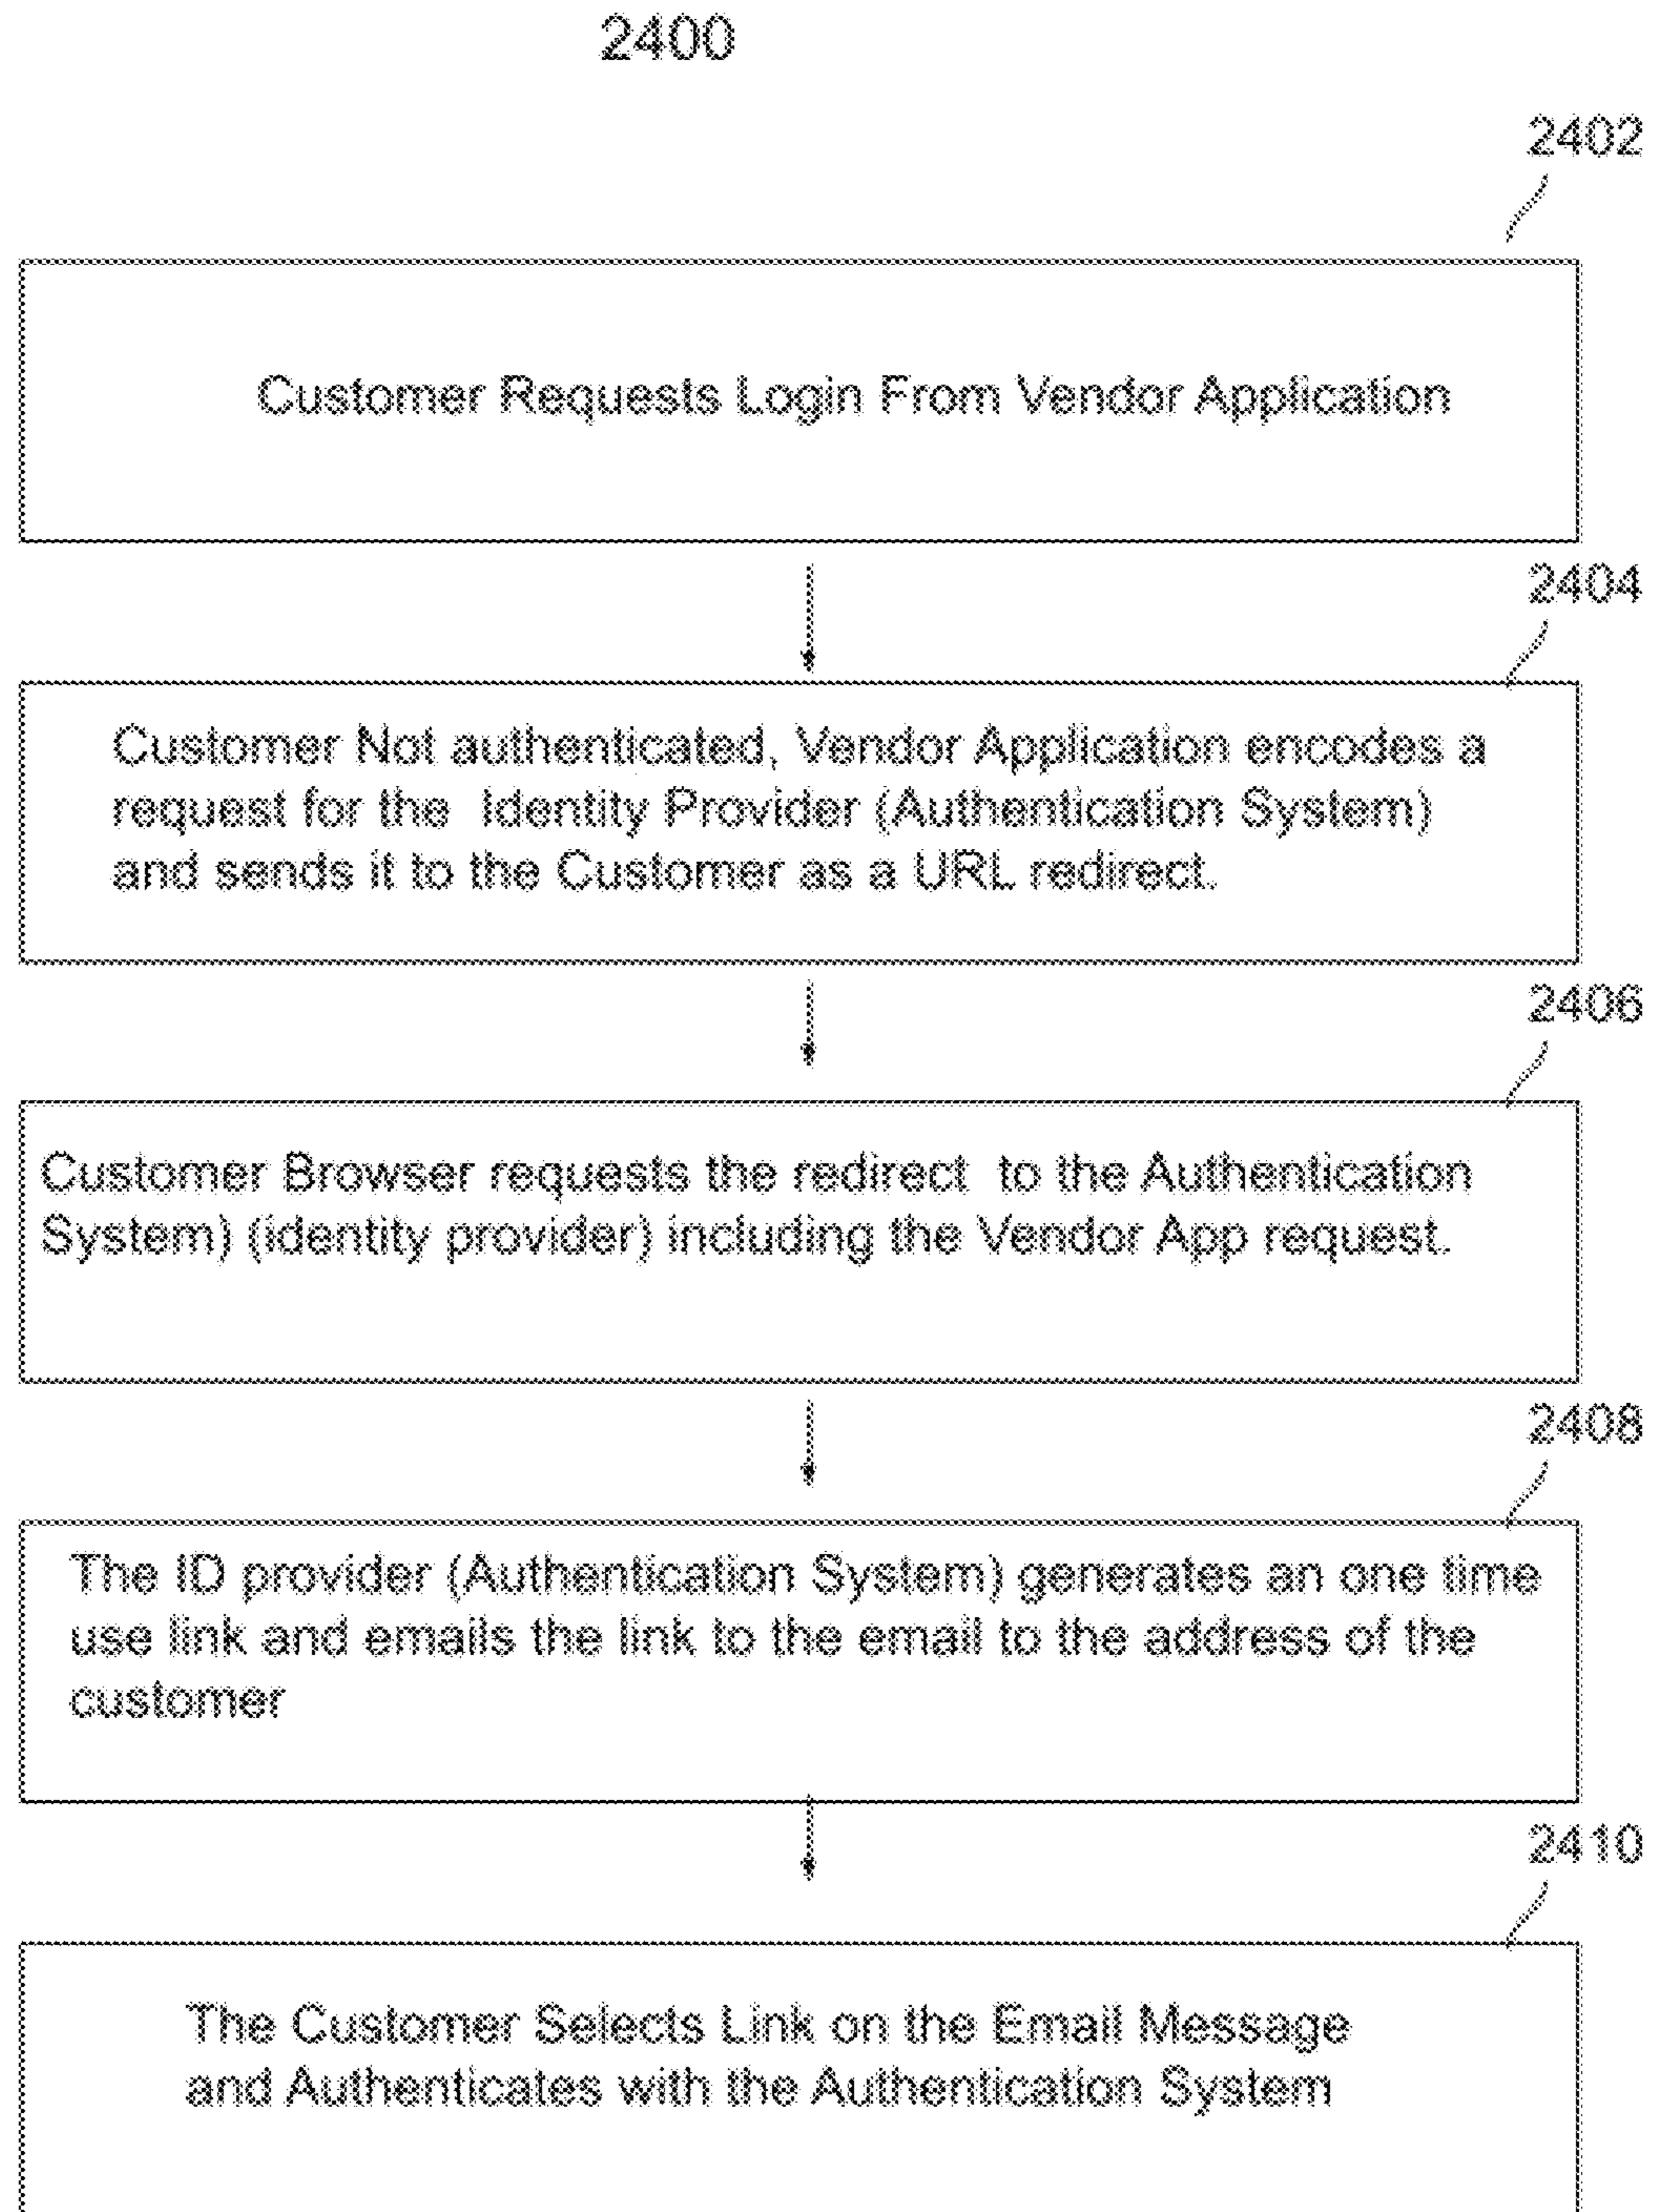 2400
2402
Customer Requests Login From Vendor Application
2404
Customer Not authenticated, Vendor Application encodes a
request for the Identity Provider (Authentication System)
and sends it to the Customer as a URL redirect.
2406
Customer Browser requests the redirect to the Authentication
System) (identity provider) including the Vendor App request.
2408
The ID provider (Authentication System) generates an one time
use link and emails the link to the email to the address of the
customer
2410
The Customer Selects Link on the Email Message
and Authenticates with the Authentication System